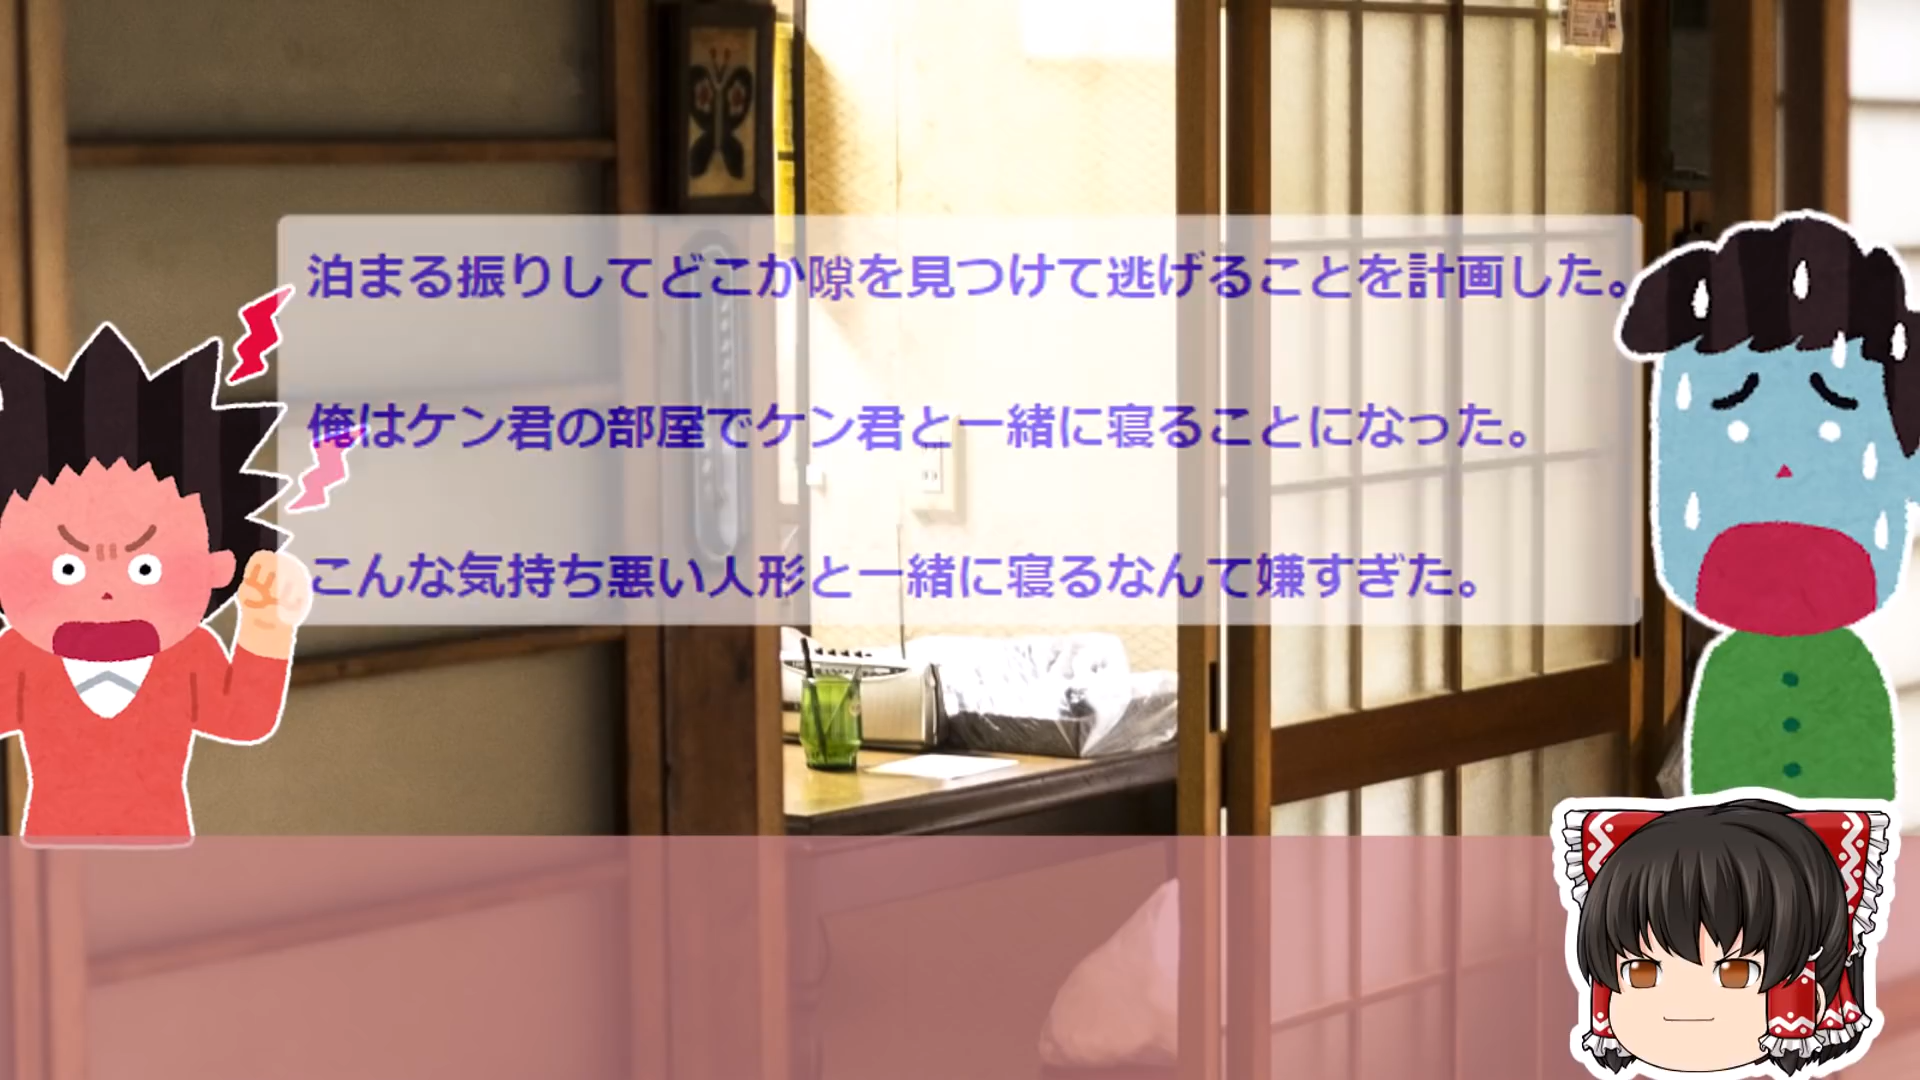 泊まる振りしてどこか隙を見つけて逃げることを計画した。
俺はケン君の部屋でケン君と一緒に寝ることになった。
こんな気持ち悪い人形と一緒に寝るなんて嫌すぎた。